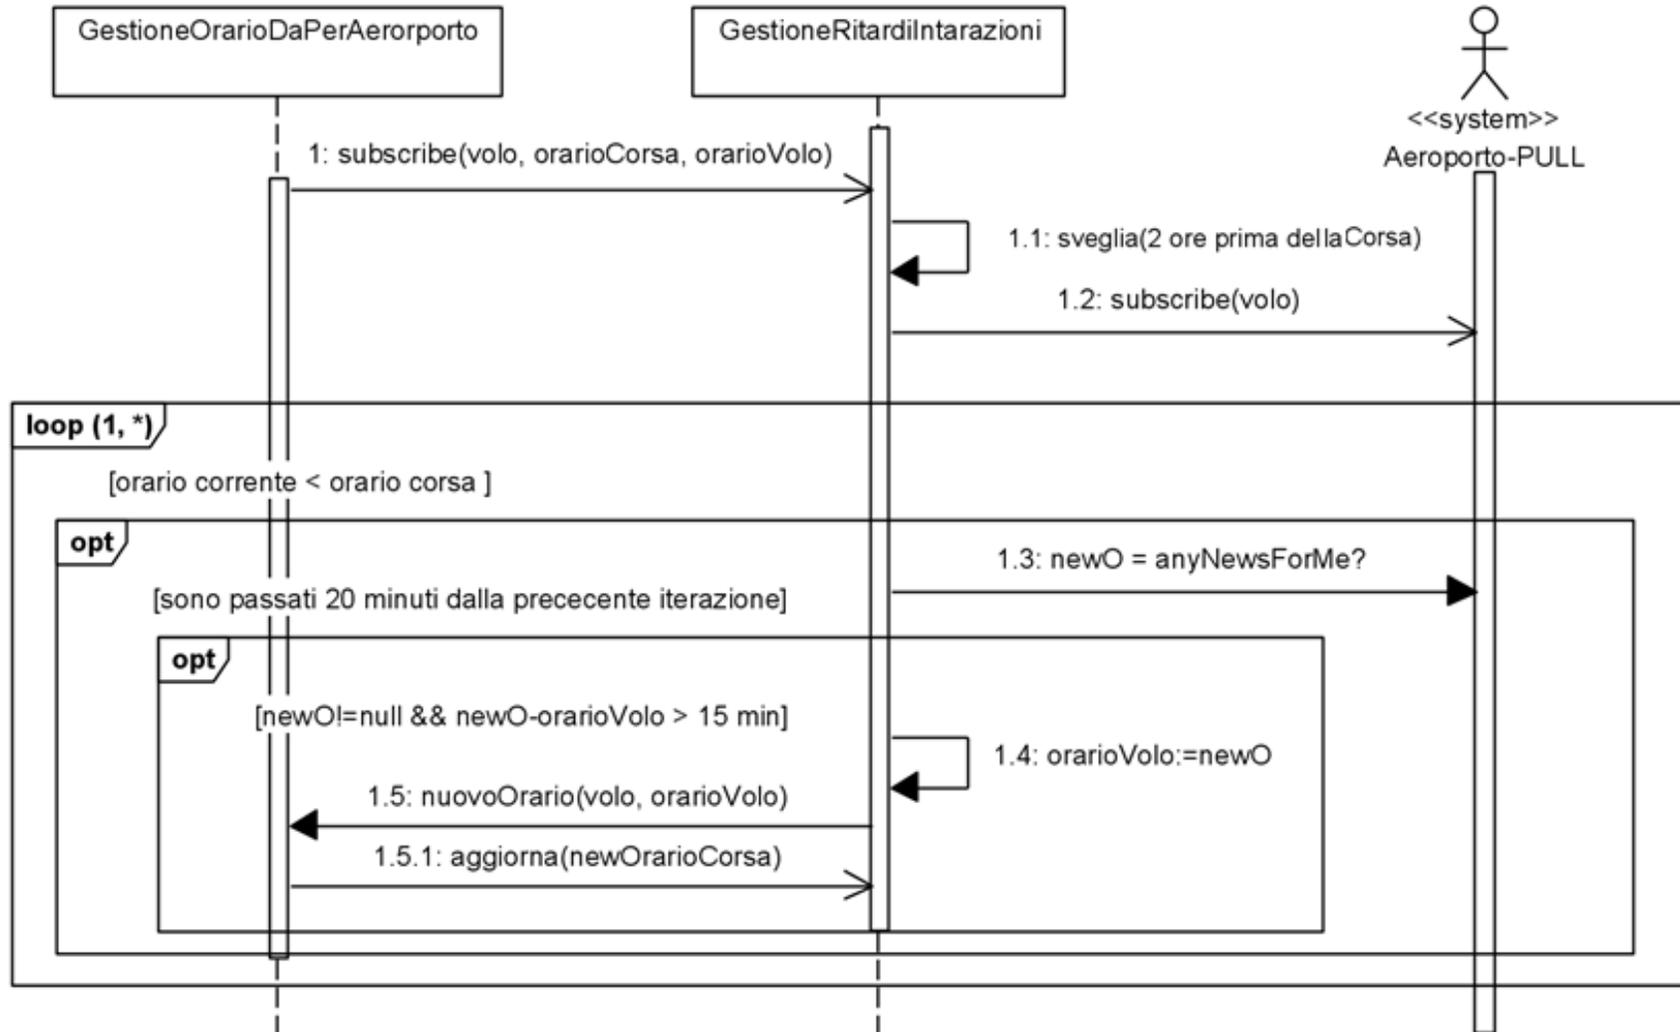 GestioneOrarioDaPerAerorporto
GestioneRitardiIntarazioni
<<system>>
Aeroporto-PULL
1: subscribe(volo, orarioCorsa, orarioVolo)
1.1: sveglia(2 ore prima dellaCorsa)
1.2: subscribe(volo)
loop (1, *)
[orario corrente < orario corsa ]
opt
1.3: newO = anyNewsForMe?
[sono passati 20 minuti dalla prececente iterazione]
opt
[newO!=null && newO-orarioVolo > 15 min]
1.4: orarioVolo:=newO
1.5: nuovoOrario(volo, orarioVolo)
1.5.1: aggiorna(newOrarioCorsa)